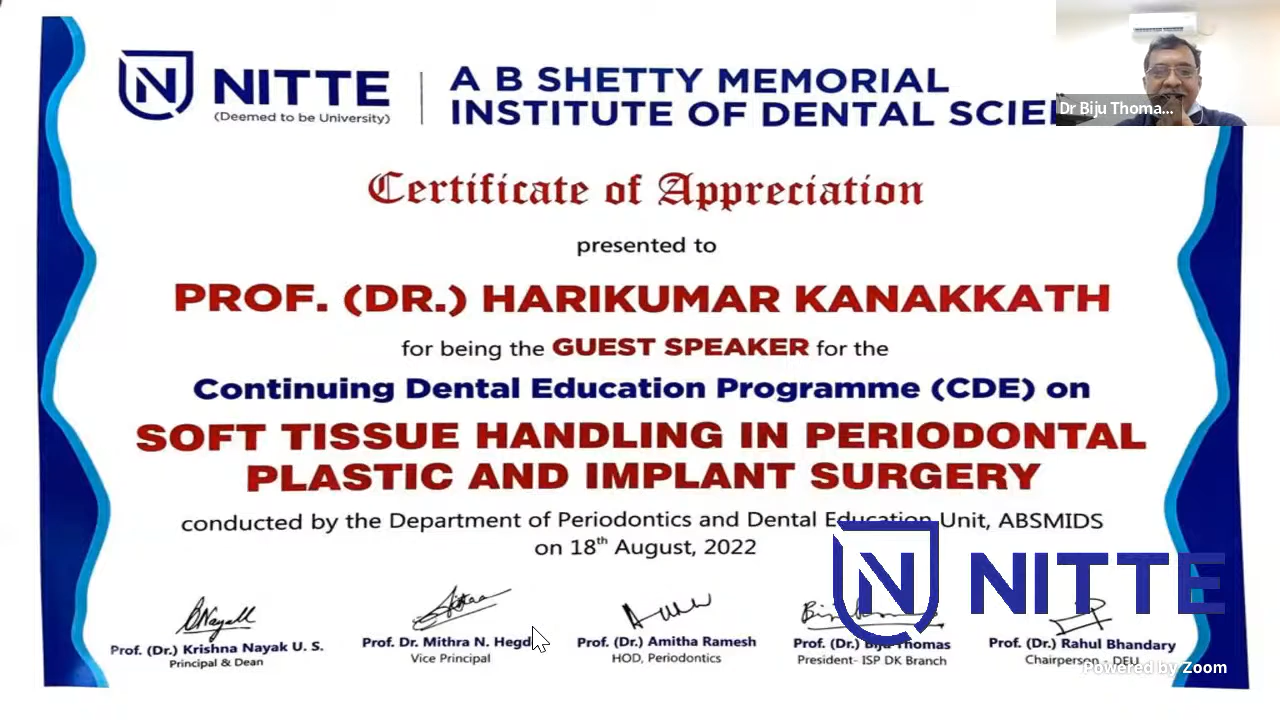 NITTE
(Deemed to be University)
A B SHETTY MEMORIAL
INSTITUTE OF DENTAL
Dr Biju Thoma...
Certificate of Appreciation
presented to
PROF. (DR.) HARIKUMAR KANAKKATH
for being the GUEST SPEAKER for the
Continuing Dental Education Programme (CDE) on
SOFT TISSUE HANDLING IN PERIODONTAL
PLASTIC AND IMPLANT SURGERY
conducted by the Department of Periodontics and Dental Education Unit, ABSMIDS
on 18th August, 2022
NITTE
Prof. (Dr.) Krishna Nayak U. S.
Principal & Dean
Prof. Dr. Mithra N. Hegd
Vice Principal
Prof. (Dr.) Amitha Ramesh
HOD, Periodontics
Prof. (Dr.) Biju Thomas
President- ISP DK Branch
Prof. (Dr.) Rahul Bhandary
Chairperson - DEU
Powered by Zoom